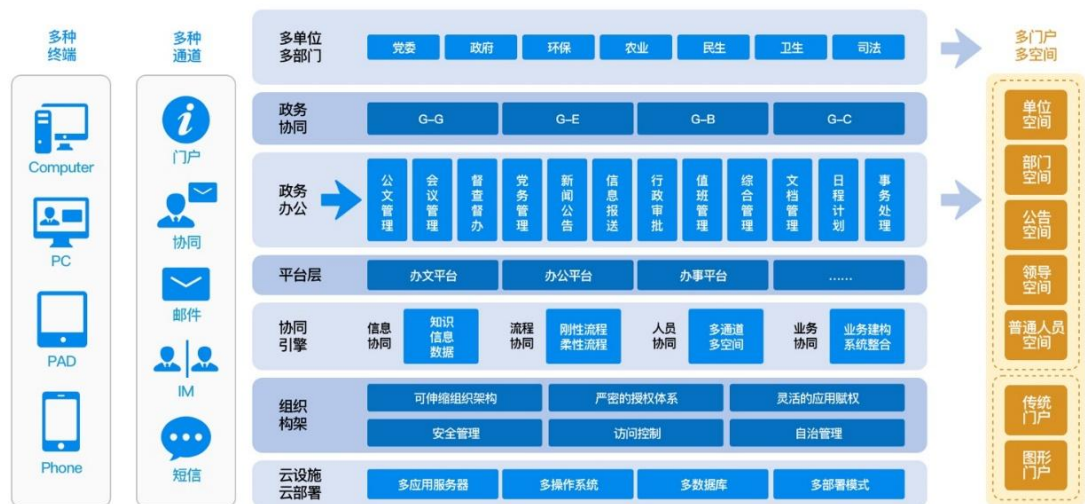 多种
终端
Computer
PC
PAD
Phone
多种
通道
门户
协同
邮件
IM
短信
多单位
多部门
党委
政府
环保
农业
民生
卫生
司法
政务
协同
G-G
G-E
G-B
G-C
政务
办公
公文管理
会议管理
督查督办
党务管理
新闻公告
信息报送
行政审批
值班管理
综合管理
文档管理
日程计划
事务处理
平台层
办文平台
办公平台
办事平台
......
协同
引擎
信息
协同
知识
信息
数据
流程
协同
刚性流程
柔性流程
人员
协同
多通道
多空间
业务
协同
业务建构
系统整合
组织
构架
可伸缩组织架构
严密的授权体系
灵活的应用赋权
安全管理
访问控制
自治管理
云设施
云部署
多应用服务器
多操作系统
多数据库
多部署模式
多门户
多空间
单位
空间
部门
空间
公告
空间
领导
空间
普通人员
空间
传统
门户
图形
门户